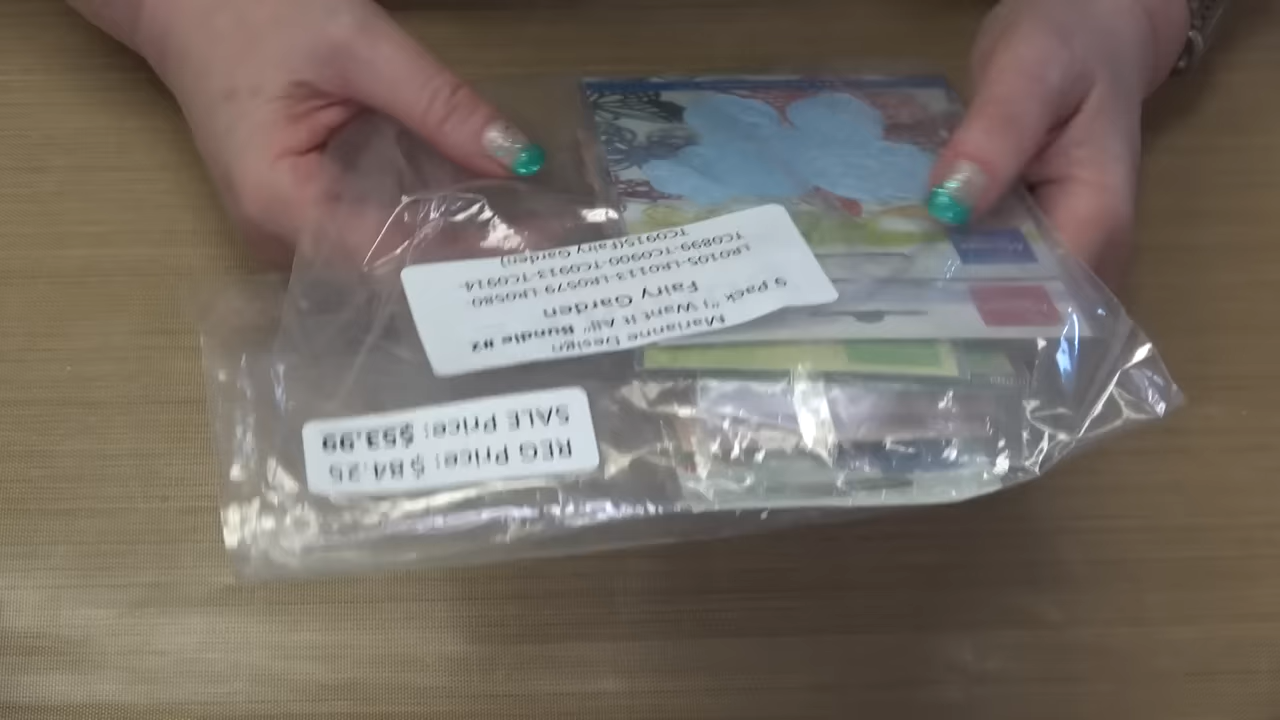 Marianne Design
9 Pack "I Want It All" Bundle #2
Fairy Garden
LR0105-LR0113-LR0579-LR0580-
TC0899-TC0900-TC0913-TC0914-
TC0915(Fairy Garden)
REG Price: $84.25
SALE Price: $53.99